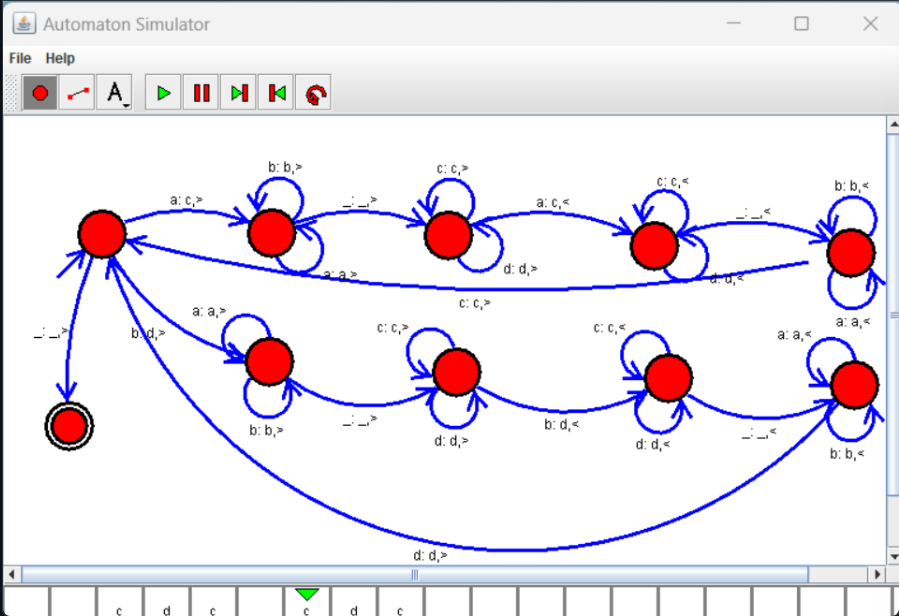 Automaton Simulator
File Help
A
b: b,> c: c,> c: c,< b: b,<
a: c,> _: _,> a: c,< _: _,<
a: a,> d: d,> d: d,<
c: c,>
a: a,<
_: _,> b: d,> a: a,> c: c,> c: c,< a: a,<
b: b,> _: _,> d: d,> b: d,< d: d,< _: _,< b: b,<
d: d,>
c d c c d c